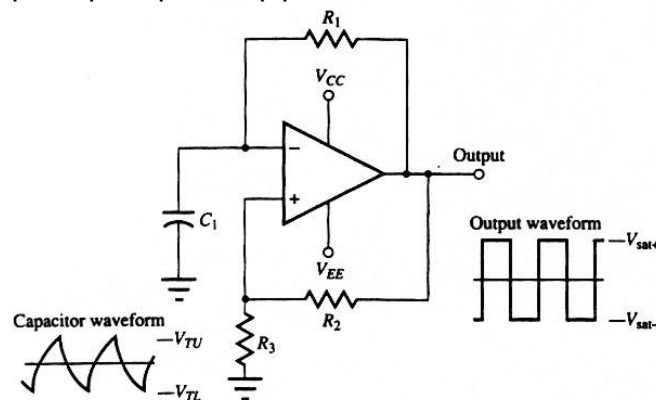 R1
VCC
−
Output
+
C1
Output waveform
VEE
Vsat+
R2
Capacitor waveform
VTU
R3
Vsat−
VTL